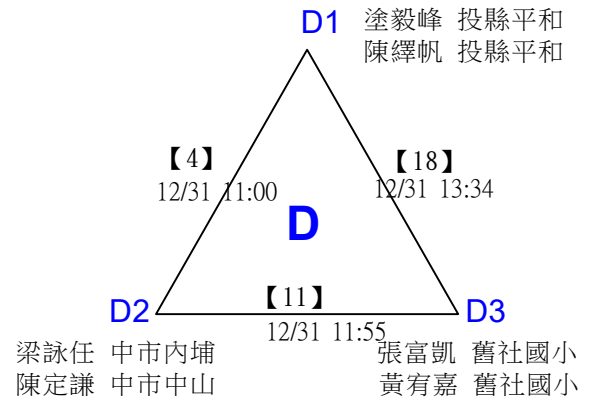 D1
塗毅峰 投縣平和
陳繹帆 投縣平和
【4】
12/31 11:00
【18】
12/31 13:34
D
D2
【11】
12/31 11:55
D3
梁詠任 中市內埔
陳定謙 中市中山
張富凱 舊社國小
黃宥嘉 舊社國小